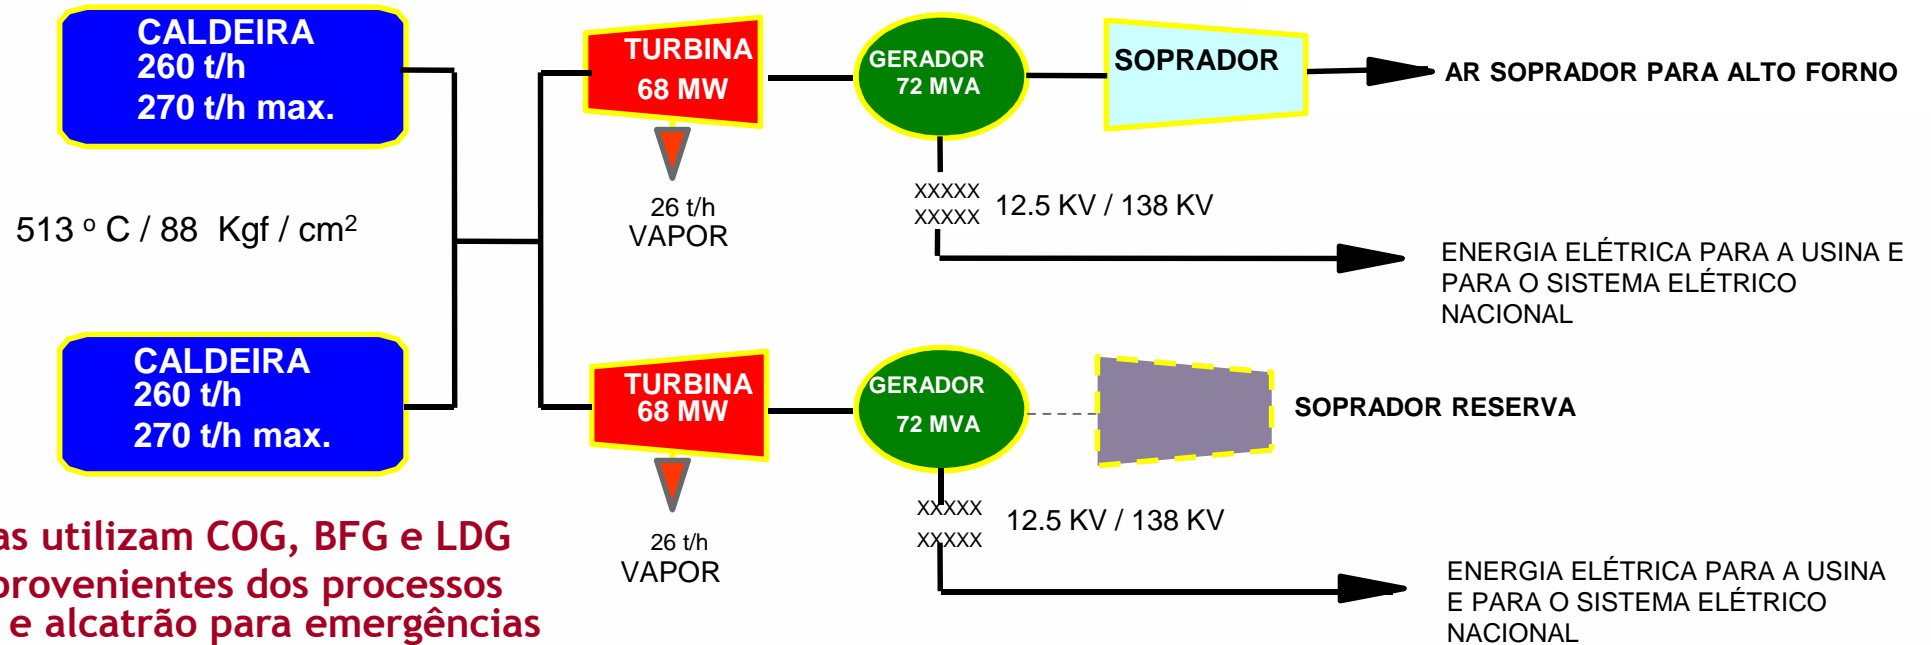 CALDEIRA
260 t/h
270 t/h max.
TURBINA
68 MW
GERADOR
72 MVA
SOPRADOR
AR SOPRADOR PARA ALTO FORNO
26 t/h
VAPOR
XXXXX
XXXXX
12.5 KV / 138 KV
513 º C / 88 Kgf / cm²
ENERGIA ELÉTRICA PARA A USINA E
PARA O SISTEMA ELÉTRICO
NACIONAL
CALDEIRA
260 t/h
270 t/h max.
TURBINA
68 MW
GERADOR
72 MVA
SOPRADOR RESERVA
26 t/h
VAPOR
XXXXX
XXXXX
12.5 KV / 138 KV
as utilizam COG, BFG e LDG
provenientes dos processos
e alcatrão para emergências
ENERGIA ELÉTRICA PARA A USINA
E PARA O SISTEMA ELÉTRICO
NACIONAL